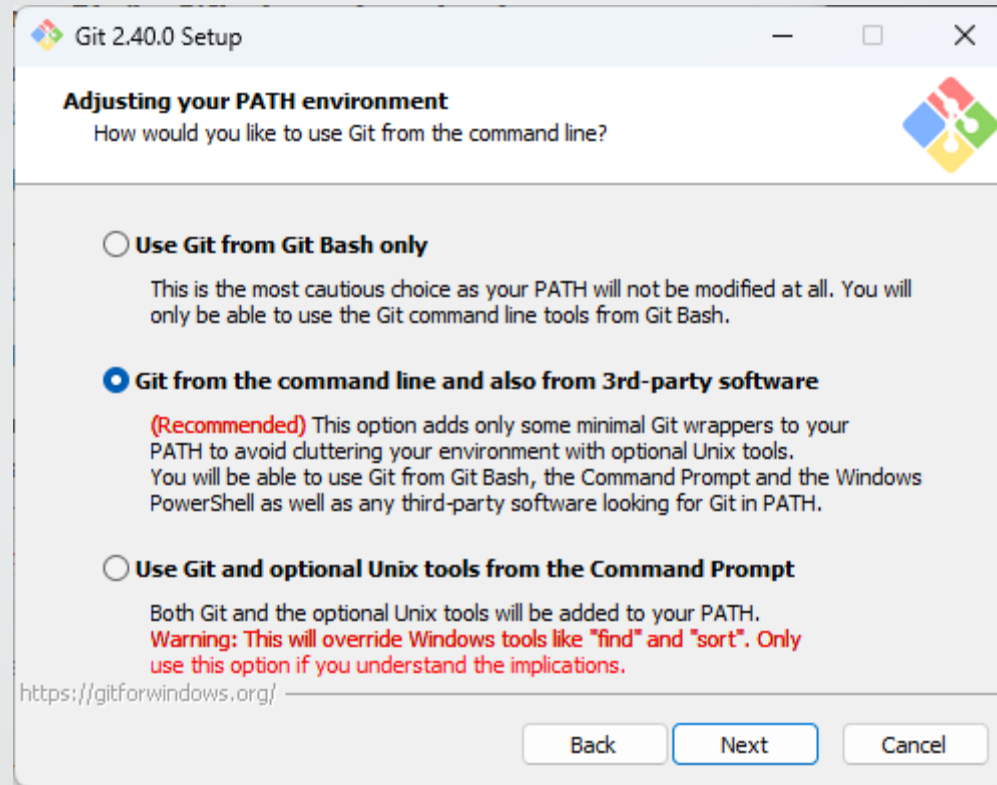 Git 2.40.0 Setup
Adjusting your PATH environment
How would you like to use Git from the command line?
Use Git from Git Bash only
This is the most cautious choice as your PATH will not be modified at all. You will
only be able to use the Git command line tools from Git Bash.
Git from the command line and also from 3rd-party software
(Recommended) This option adds only some minimal Git wrappers to your
PATH to avoid cluttering your environment with optional Unix tools.
You will be able to use Git from Git Bash, the Command Prompt and the Windows
PowerShell as well as any third-party software looking for Git in PATH.
Use Git and optional Unix tools from the Command Prompt
Both Git and the optional Unix tools will be added to your PATH.
Warning: This will override Windows tools like "find" and "sort". Only
use this option if you understand the implications.
https://gitforwindows.org/
Back Next Cancel